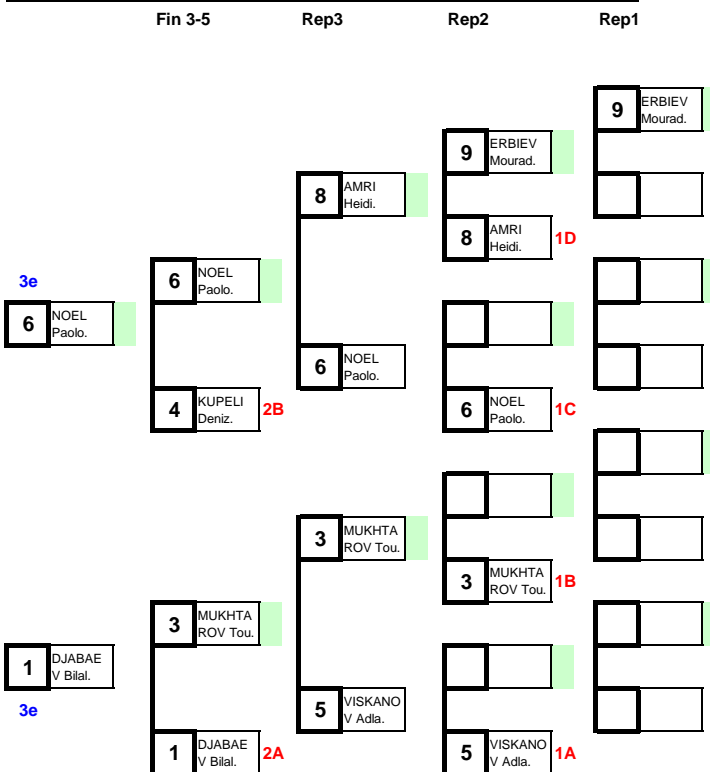 Fin 3-5 Rep3 Rep2 Rep1
9 ERBIEV
Mourad.
9 ERBIEV
Mourad.
8 AMRI
Heidi.
8 AMRI
Heidi. 1D
3e
6 NOEL
Paolo.
6 NOEL
Paolo.
6 NOEL
Paolo.
4 KUPELI
Deniz. 2B
6 NOEL
Paolo. 1C
3 MUKHTA
ROV Tou.
3 MUKHTA
ROV Tou. 1B
3 MUKHTA
ROV Tou.
1 DJABAE
V Bilal.
3e
5 VISKANO
V Adla.
1 DJABAE
V Bilal. 2A
5 VISKANO
V Adla. 1A